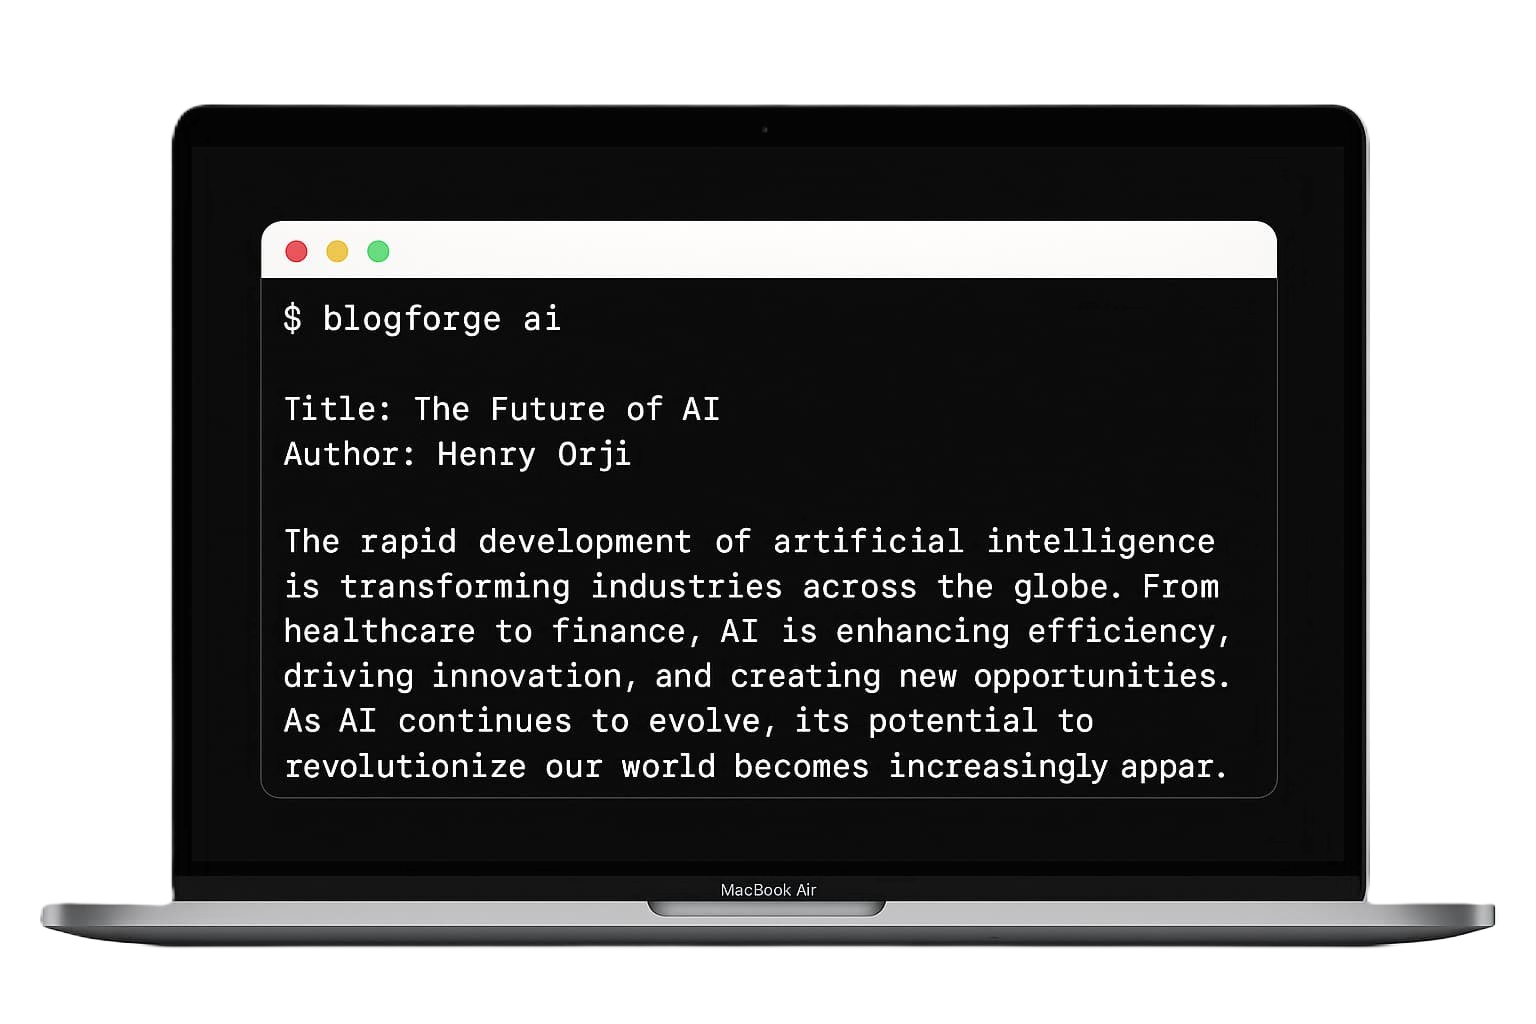 $ blogforge ai
Title: The Future of AI
Author: Henry Orji
The rapid development of artificial intelligence
is transforming industries across the globe. From
healthcare to finance, AI is enhancing efficiency,
driving innovation, and creating new opportunities.
As AI continues to evolve, its potential to
revolutionize our world becomes increasingly appar.
MacBook Air